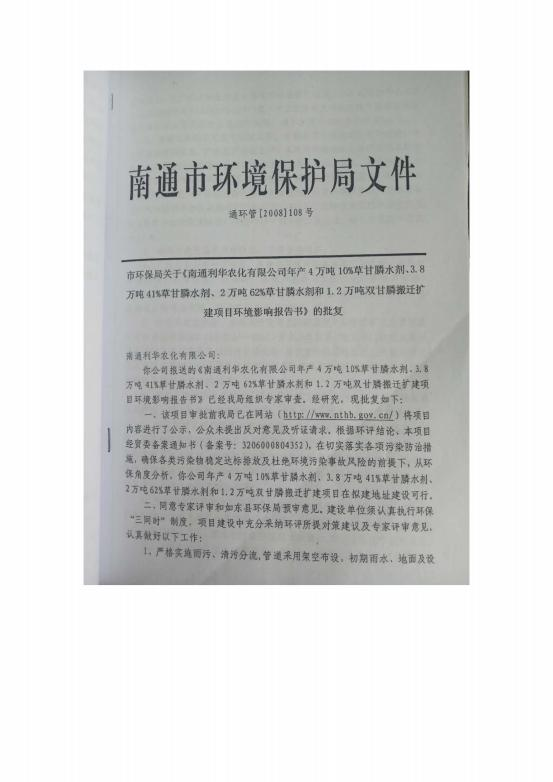 南通市环境保护局文件
通环管[2008]108号
市环保局关于《南通利华农化有限公司年产4万吨10%草甘膦水剂、3.8
万吨41%草甘膦水剂、2万吨62%草甘膦水剂和1.2万吨双甘膦搬迁扩
建项目环境影响报告书》的批复
南通利华农化有限公司:
你公司报送的《南通利华农化有限公司年产4万吨10%草甘膦水剂、3.8
万吨41%草甘膦水剂、2万吨62%草甘膦水剂和1.2万吨双甘膦搬迁扩建项
目环境影响报告书》已经我局组织专家审查。经研究,现批复如下:
一、该项目审批前我局已在网站(http://www.nthb.gov.cn/)将项目
内容进行了公示,公众未提出反对意见及听证请求。根据环评结论、本项目
经贸委备案通知书(备案号:3206000804352),在切实落实各项污染防治措
施,确保各类污染物稳定达标排放及杜绝环境污染事故风险的前提下,从环
保角度分析,你公司年产4万吨10%草甘膦水剂、3.8万吨41%草甘膦水剂、
2万吨62%草甘膦水剂和1.2万吨双甘膦搬迁扩建项目在拟建地址建设可行。
二、同意专家评审和如东县环保局预审意见。建设单位须认真执行环保
“三同时”制度,项目建设中充分采纳环评所提对策建议及专家评审意见,
认真做好以下工作:
1、严格实施雨污、清污分流,管道采用架空布设,初期雨水、地面及设